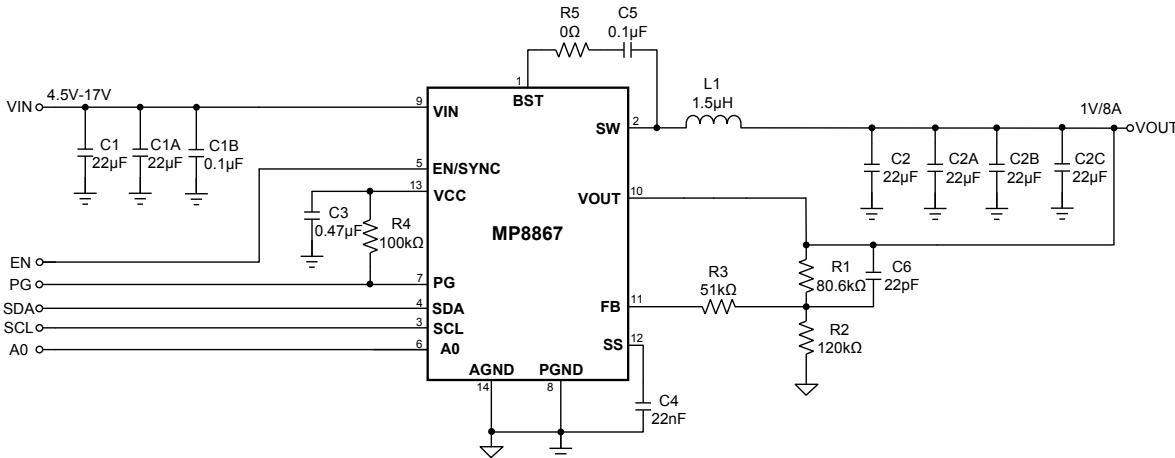 R5
0Ω
C5
0.1μF
1
BST
4.5V-17V
VIN
9
VIN
C1
22μF
C1A
22μF
C1B
0.1μF
SW
2
L1
1.5μH
1V/8A
VOUT
C2
22μF
C2A
22μF
C2B
22μF
C2C
22μF
5
EN/SYNC
13
VCC
VOUT
10
C3
0.47μF
R4
100kΩ
MP8867
EN
PG
7
PG
SDA
4
SDA
SCL
3
SCL
A0
6
A0
R3
51kΩ
R1
80.6kΩ
C6
22pF
FB
11
SS
12
R2
120kΩ
AGND
14
PGND
8
C4
22nF